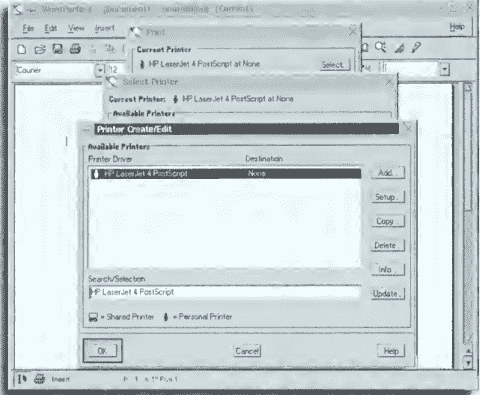 Print
File Edit View Insert Help
Current Printer
HP LaserJet 4 PostScript at None Select...
Courier 12
Select Printer
Current Printer: HP LaserJet 4 PostScript at None
Available Printers
Printer Create/Edit
Available Printers
Printer Driver Destination
HP LaserJet 4 PostScript None
Add...
Setup...
Copy...
Delete...
Info...
Search/Selection
HP LaserJet 4 PostScript
Update...
= Shared Printer = Personal Printer
OK Cancel Help
Insert